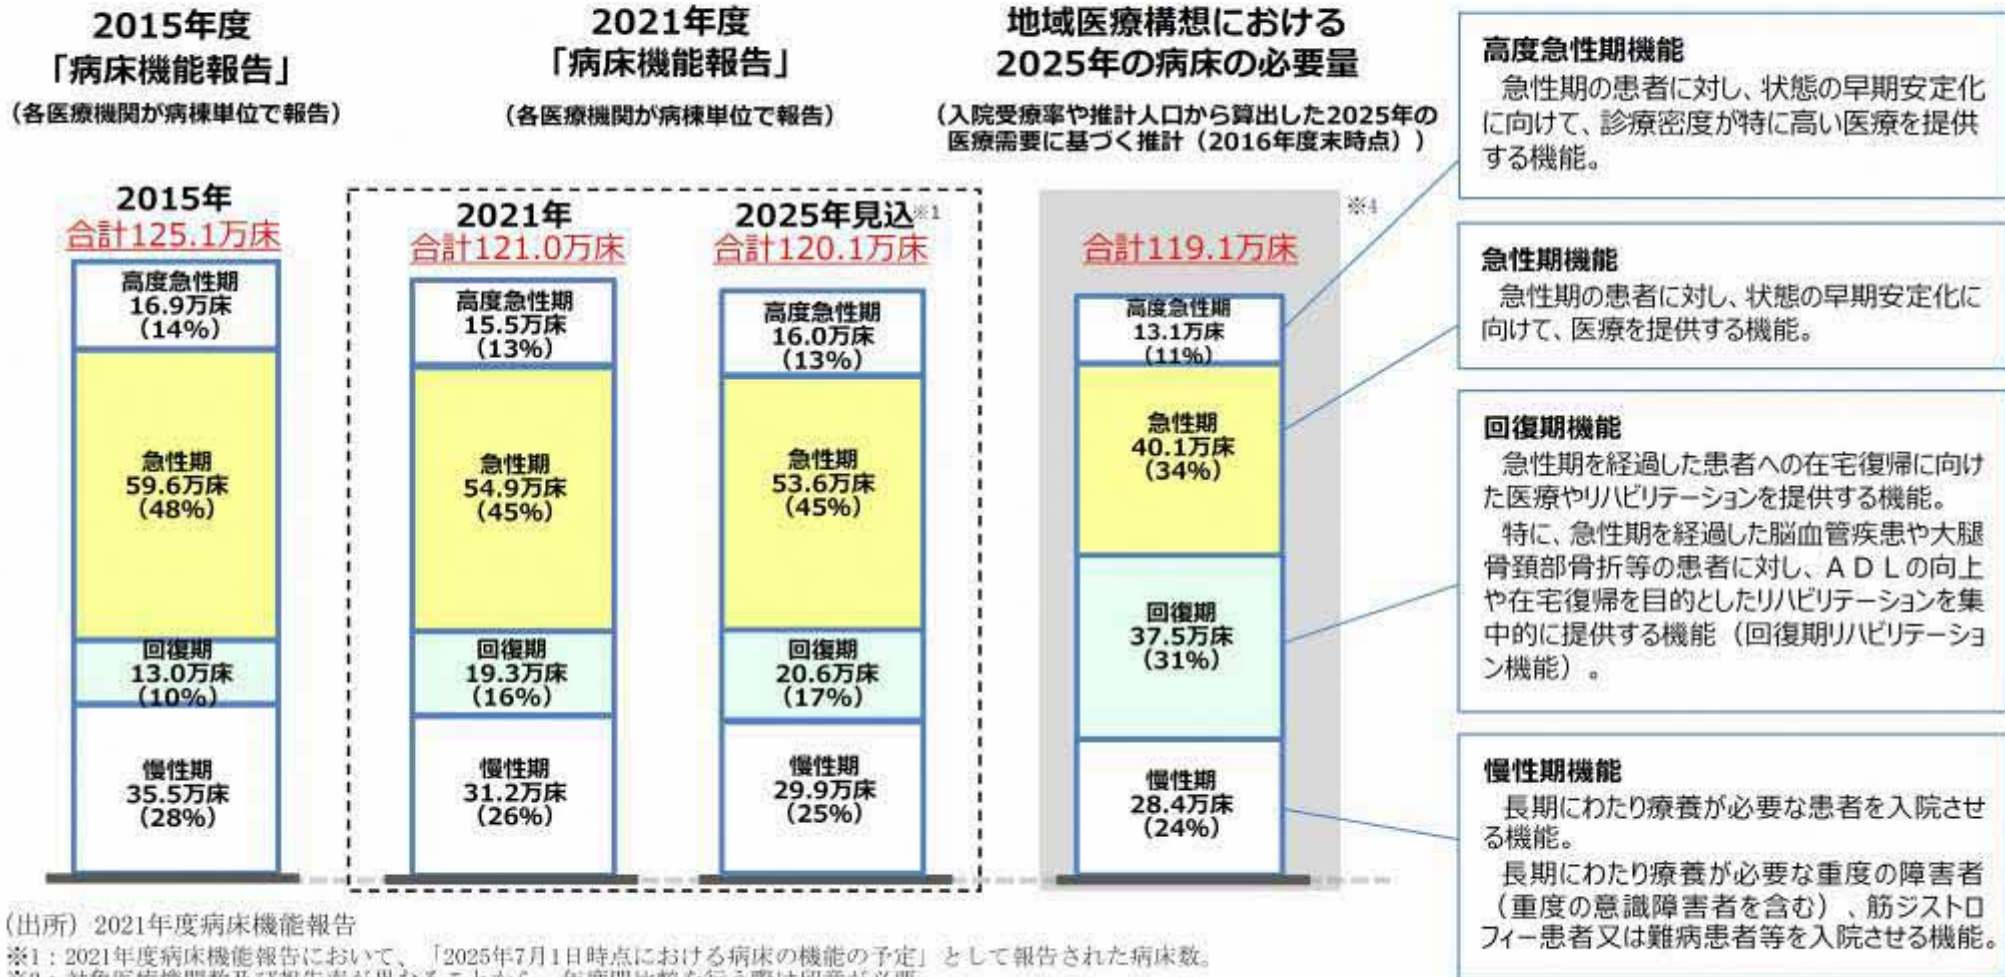 2015年度
「病床機能報告」
（各医療機関が病棟単位で報告）
2021年度
「病床機能報告」
（各医療機関が病棟単位で報告）
地域医療構想における
2025年の病床の必要量
（入院受療率や推計人口から算出した2025年の
医療需要に基づく推計（2016年度末時点））
2015年
合計125.1万床
高度急性期
16.9万床
（14%）
急性期
59.6万床
（48%）
回復期
13.0万床
（10%）
慢性期
35.5万床
（28%）
2021年
合計121.0万床
高度急性期
15.5万床
（13%）
急性期
54.9万床
（45%）
回復期
19.3万床
（16%）
慢性期
31.2万床
（26%）
2025年見込※1
合計120.1万床
高度急性期
16.0万床
（13%）
急性期
53.6万床
（45%）
回復期
20.6万床
（17%）
慢性期
29.9万床
（25%）
※4
合計119.1万床
高度急性期
13.1万床
（11%）
急性期
40.1万床
（34%）
回復期
37.5万床
（31%）
慢性期
28.4万床
（24%）
高度急性期機能
急性期の患者に対し、状態の早期安定化
に向けて、診療密度が特に高い医療を提供
する機能。
急性期機能
急性期の患者に対し、状態の早期安定化に
向けて、医療を提供する機能。
回復期機能
急性期を経過した患者への在宅復帰に向け
た医療やリハビリテーションを提供する機能。
特に、急性期を経過した脳血管疾患や大腿
骨頚部骨折等の患者に対し、ＡＤＬの向上
や在宅復帰を目的としたリハビリテーションを集
中的に提供する機能（回復期リハビリテーショ
ン機能）。
慢性期機能
長期にわたり療養が必要な患者を入院させ
る機能。
長期にわたり療養が必要な重度の障害者
（重度の意識障害者を含む）、筋ジストロ
フィー患者又は難病患者等を入院させる機能。
（出所）2021年度病床機能報告
※1：2021年度病床機能報告において、「2025年7月1日時点における病床の機能の予定」として報告された病床数。